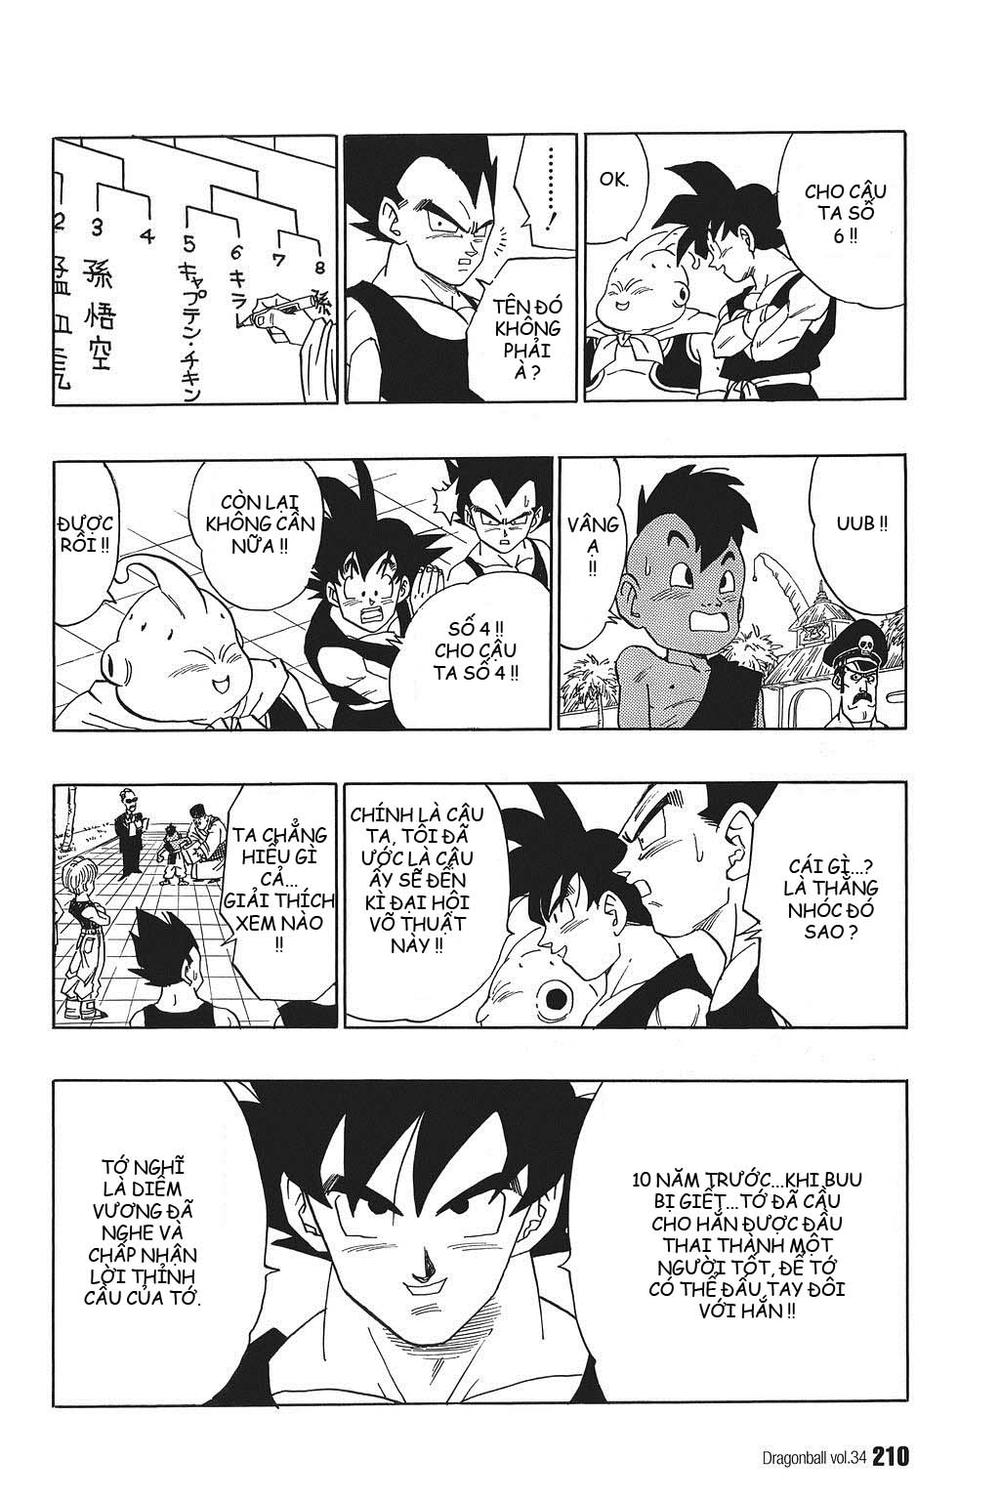 CHO CẬU
TA SỐ
6 !!
OK.
.........!
TÊN ĐÓ
KHÔNG
PHẢI
À ?
2
3
4
5
6
7
8
孫悟空
キャプテン・チキン
キラ
孫
UUB !!
VÂNG
Ạ
!!
SỐ 4 !!
CHO CẬU
TA SỐ 4 !!
CÒN LẠI
KHÔNG CẦN
NỮA !!
ĐƯỢC
RỒI !!
CÁI GÌ...?
LÀ THẰNG
NHÓC ĐÓ
SAO ?
CHÍNH LÀ CẬU
TA, TÔI ĐÃ
ƯỚC LÀ CẬU
ẤY SẼ ĐẾN
KÌ ĐẠI HỘI
VÕ THUẬT
NÀY !!
TA CHẲNG
HIỂU GÌ
CẢ...
GIẢI THÍCH
XEM NÀO
!!
10 NĂM TRƯỚC...KHI BUU
BỊ GIẾT...TỚ ĐÃ CẦU
CHO HẮN ĐƯỢC ĐẦU
THAI THÀNH MỘT
NGƯỜI TỐT, ĐỂ TỚ
CÓ THỂ ĐẤU TAY ĐÔI
VỚI HẮN !!
TỚ NGHĨ
LÀ DIÊM
VƯƠNG ĐÃ
NGHE VÀ
CHẤP NHẬN
LỜI THỈNH
CẦU CỦA TỚ.
Dragonball vol.34 210